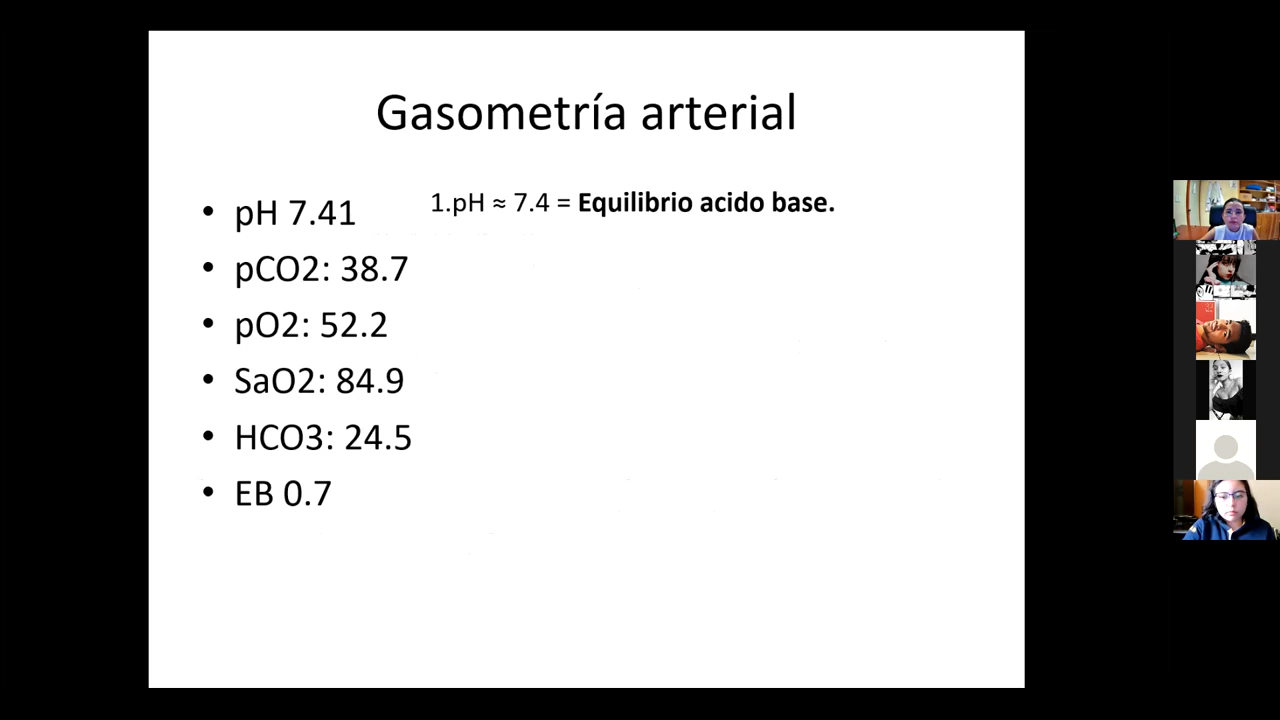 Gasometría arterial
• pH 7.41
1.pH ≈ 7.4 = Equilibrio acido base.
• pCO2: 38.7
• pO2: 52.2
• SaO2: 84.9
• HCO3: 24.5
• EB 0.7